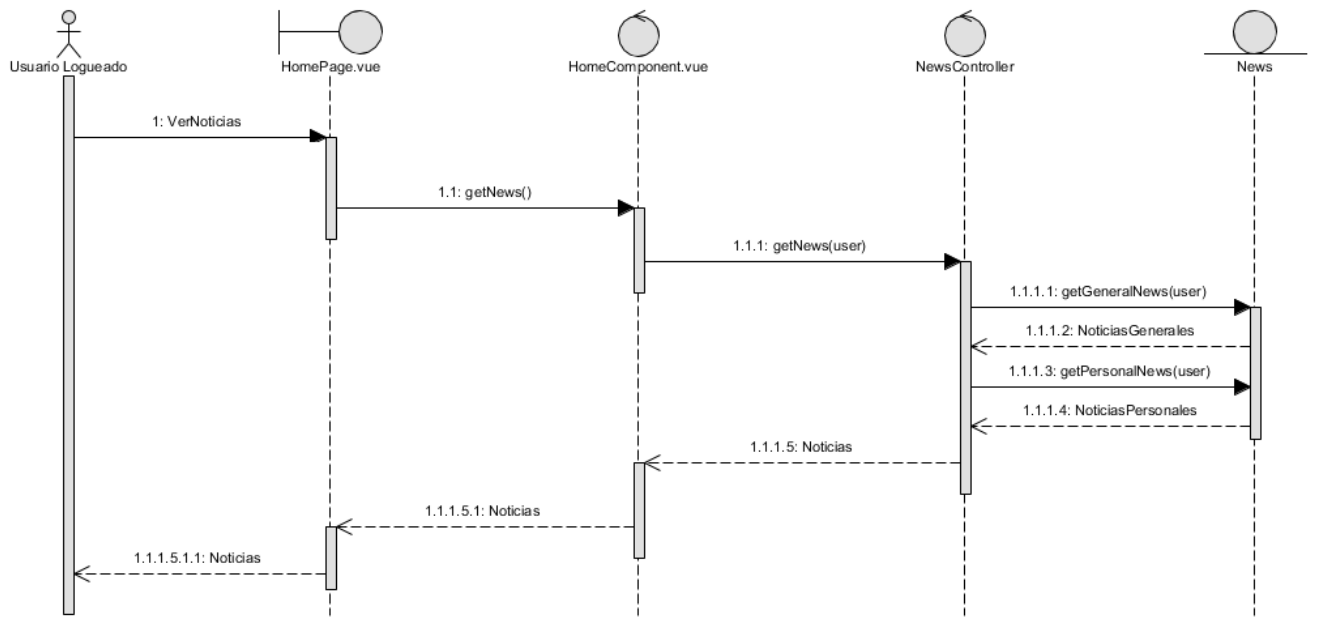 Usuario Logueado
HomePage.vue
HomeComponent.vue
NewsController
News
1: VerNoticias
1.1: getNews()
1.1.1: getNews(user)
1.1.1.1: getGeneralNews(user)
1.1.1.2: NoticiasGenerales
1.1.1.3: getPersonalNews(user)
1.1.1.4: NoticiasPersonales
1.1.1.5: Noticias
1.1.1.5.1: Noticias
1.1.1.5.1.1: Noticias